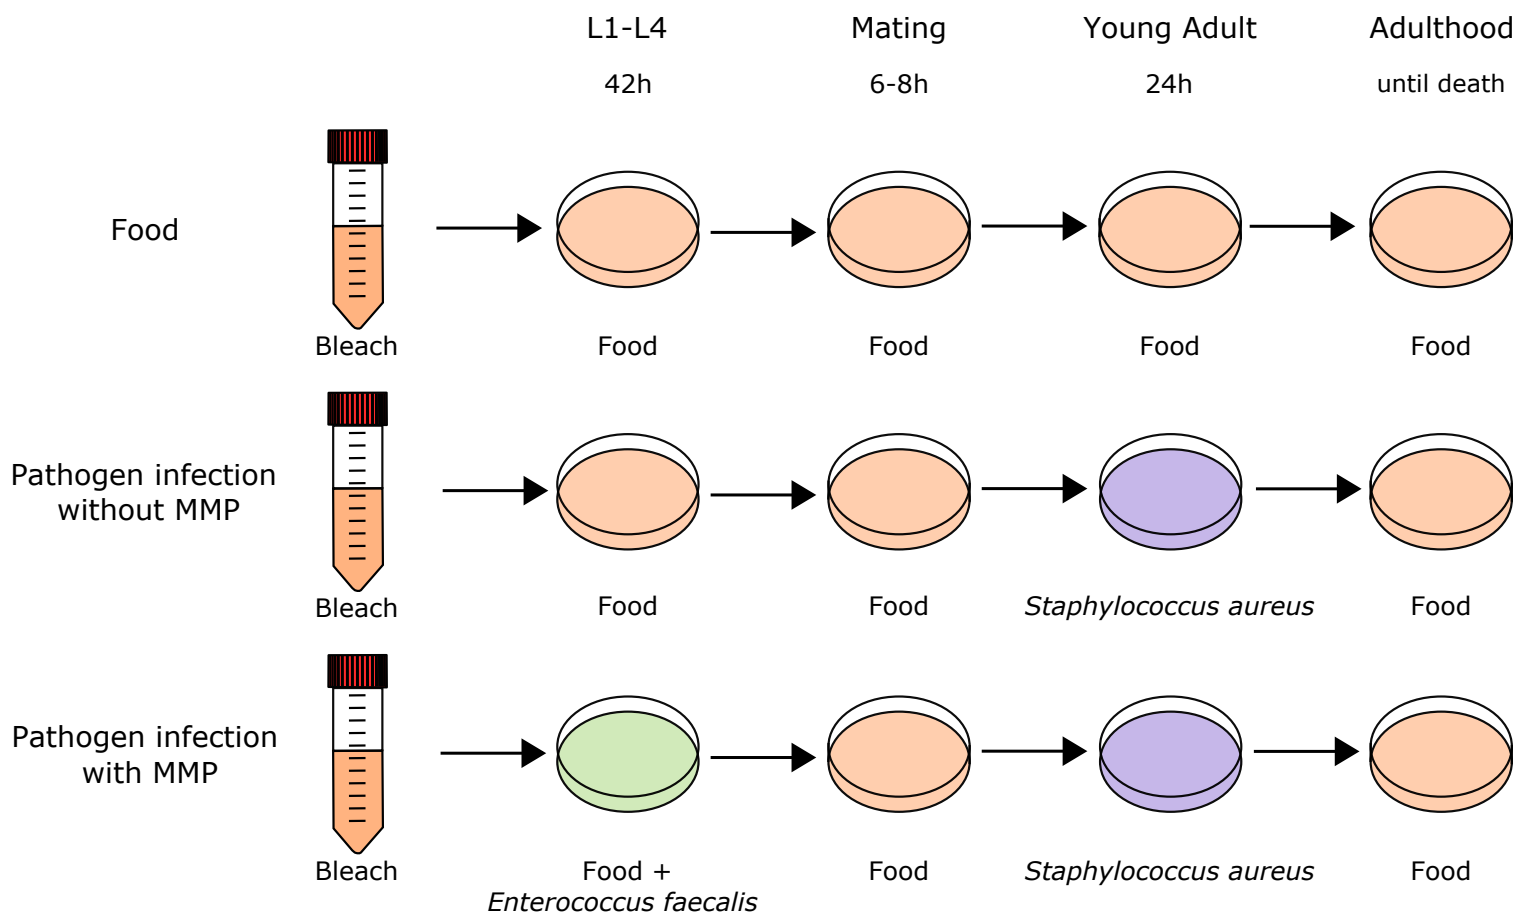 L1-L4 Mating Young Adult Adulthood
42h 6-8h 24h until death
Food
Bleach Food Food Food Food
Pathogen infection
without MMP
Bleach Food Food Staphylococcus aureus Food
Pathogen infection
with MMP
Bleach Food + Food Staphylococcus aureus Food
Enterococcus faecalis